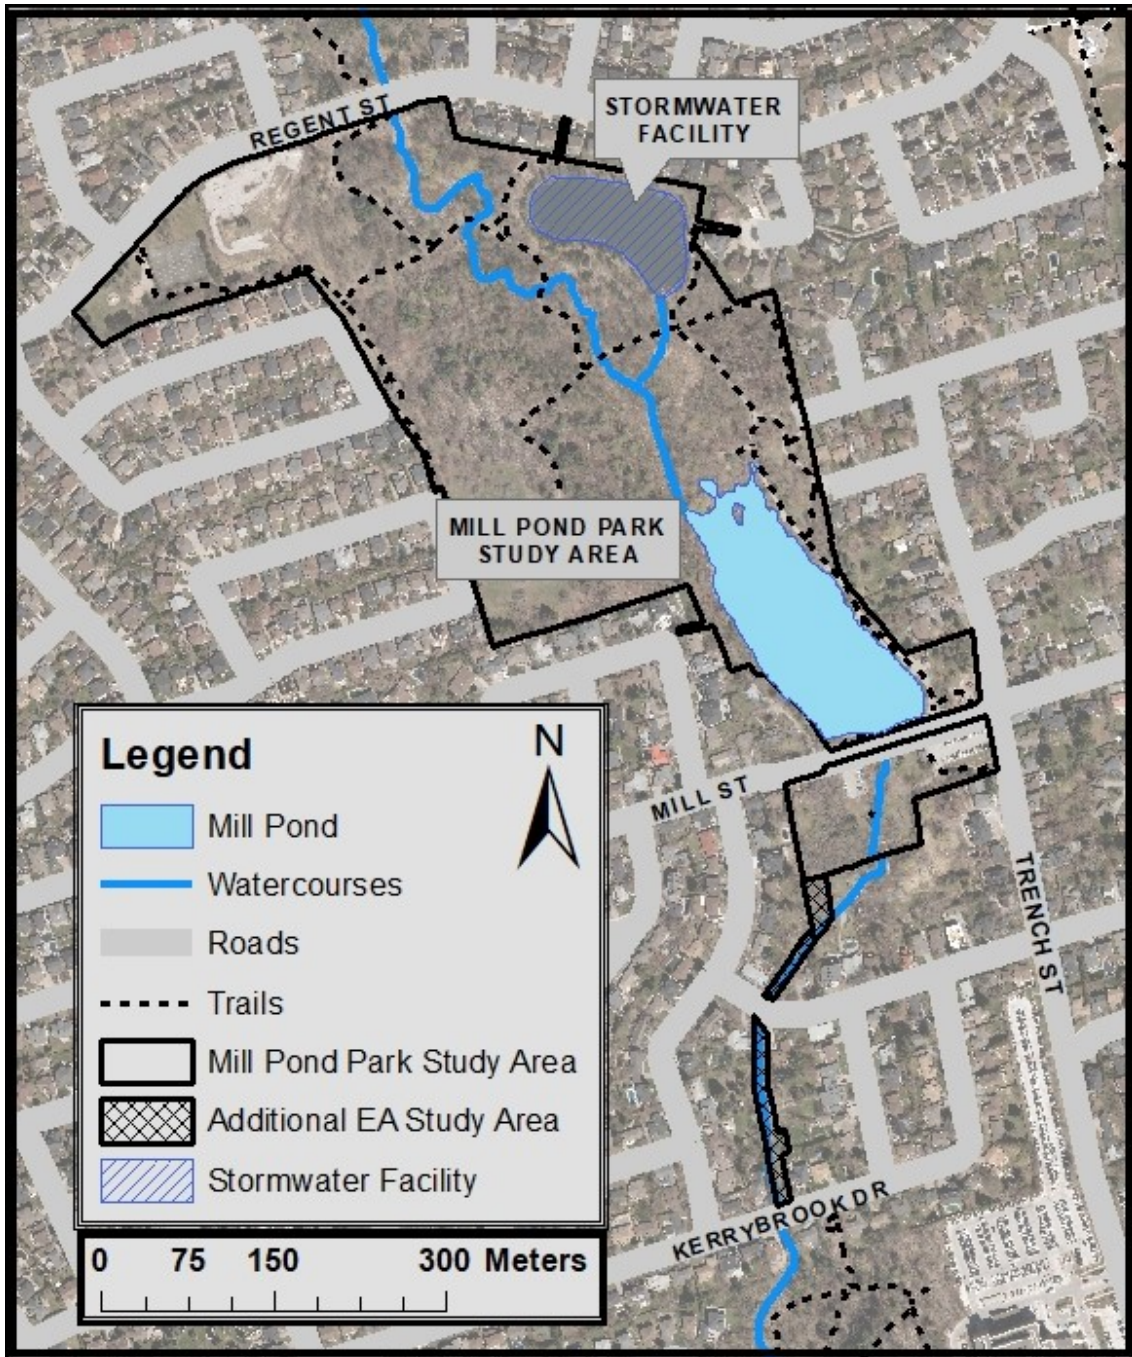 REGENT ST
STORMWATER
FACILITY
MILL POND PARK
STUDY AREA
MILL ST
TRENCH ST
KERRYBROOK DR
Legend
N
Mill Pond
Watercourses
Roads
Trails
Mill Pond Park Study Area
Additional EA Study Area
Stormwater Facility
0 75 150 300 Meters